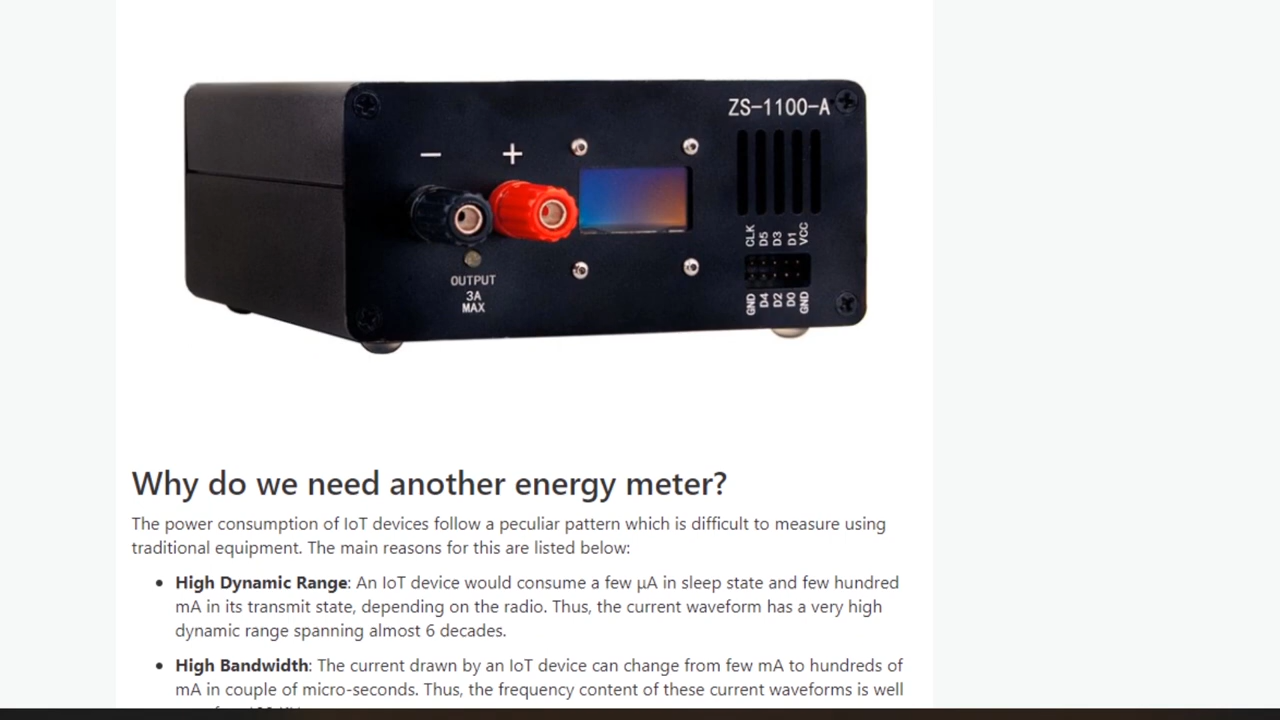 ZS-1100-A
− +
CLK D5 D3 D1 VCC
OUTPUT
3A
MAX
GND D4 D2 D0 GND
Why do we need another energy meter?
The power consumption of IoT devices follow a peculiar pattern which is difficult to measure using
traditional equipment. The main reasons for this are listed below:
• High Dynamic Range: An IoT device would consume a few µA in sleep state and few hundred
mA in its transmit state, depending on the radio. Thus, the current waveform has a very high
dynamic range spanning almost 6 decades.
• High Bandwidth: The current drawn by an IoT device can change from few mA to hundreds of
mA in couple of micro-seconds. Thus, the frequency content of these current waveforms is well